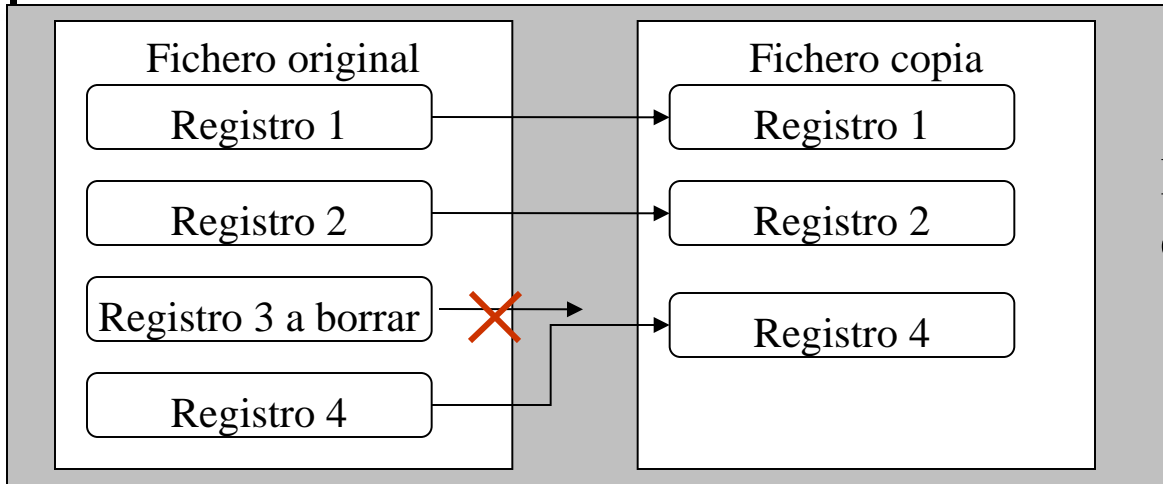 Fichero original
Registro 1
Registro 2
Registro 3 a borrar
Registro 4
Fichero copia
Registro 1
Registro 2
Registro 4